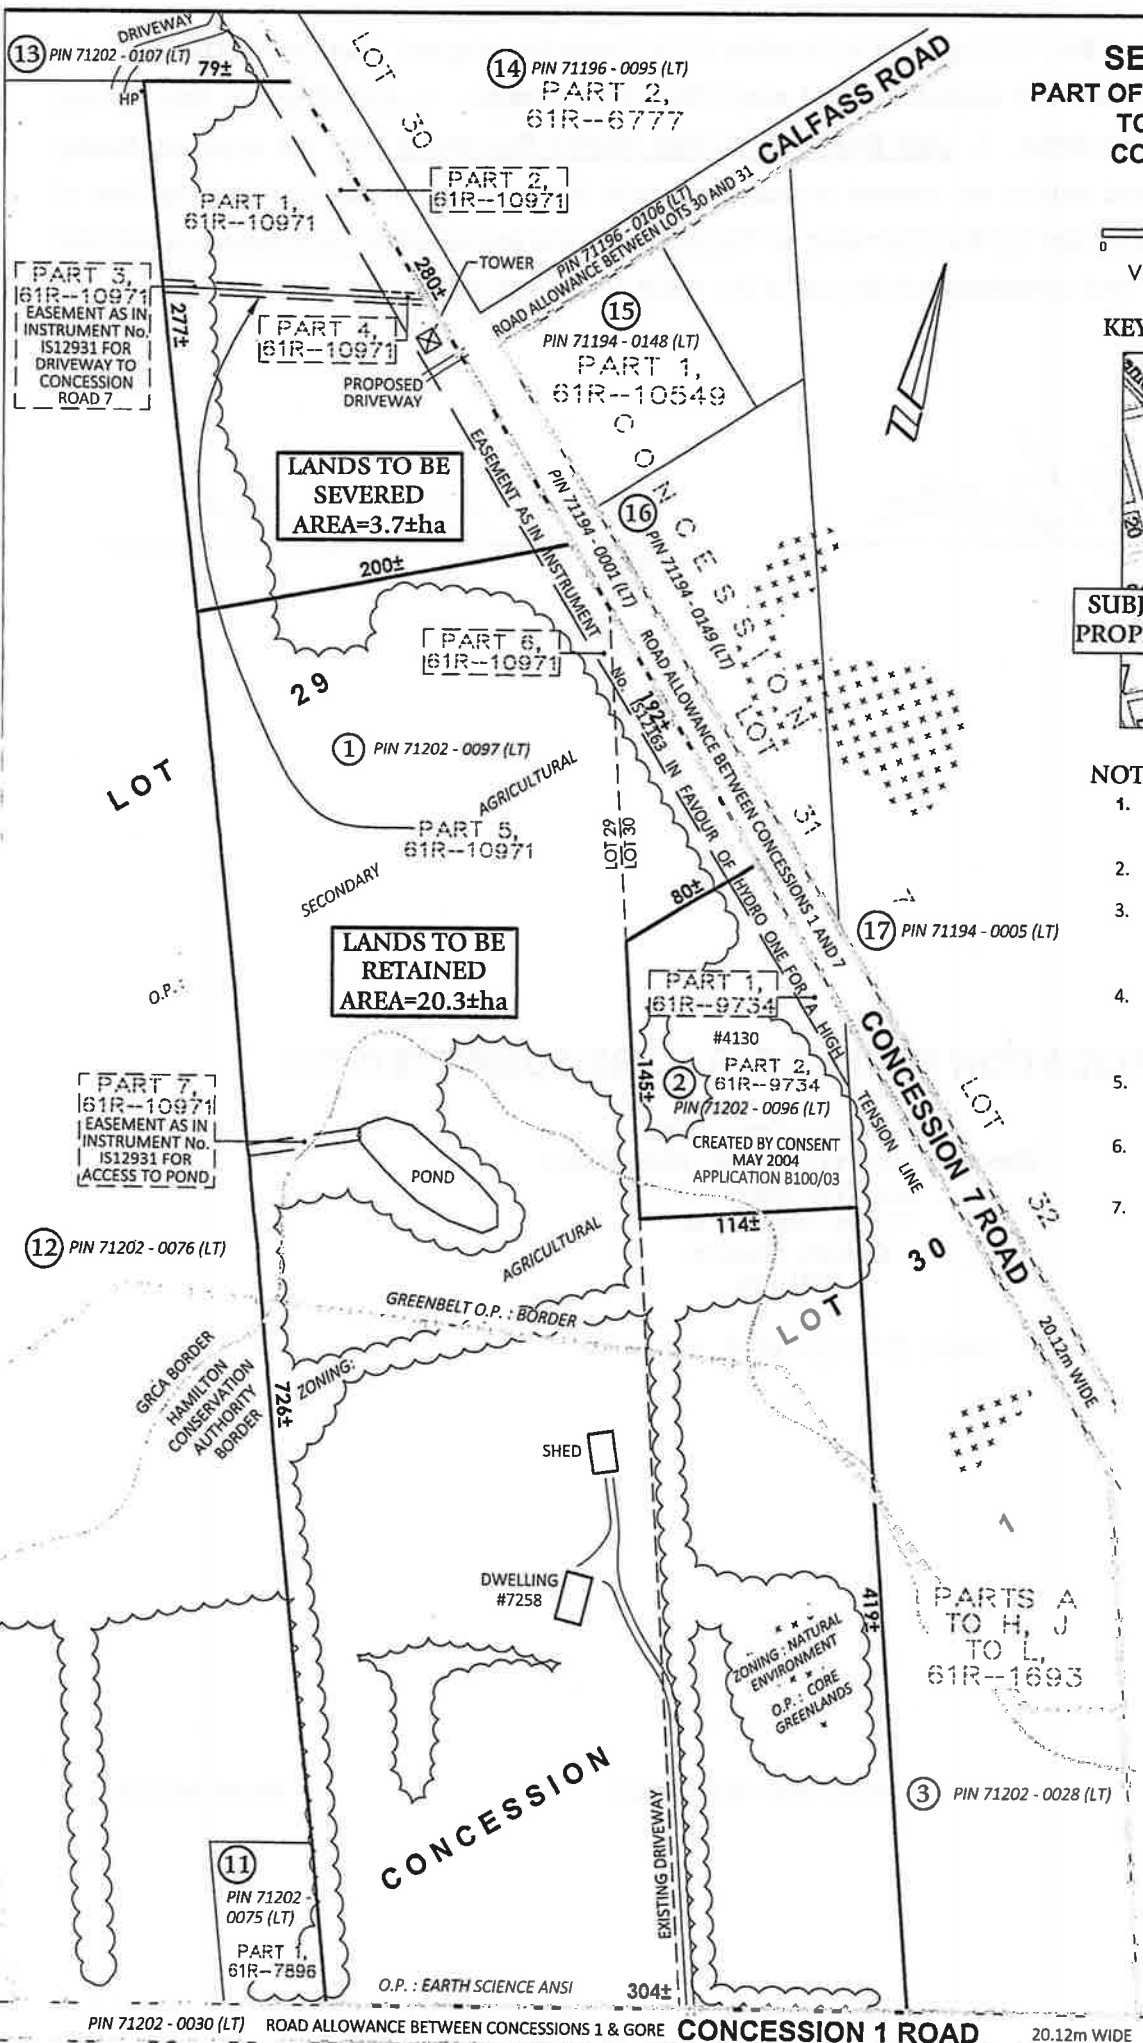 DRIVEWAY
13 PIN 71202 - 0107 (LT)
79±
HP
LOT 30
14 PIN 71196 - 0095 (LT)
PART 2,
61R--6777
CALFASS ROAD
PIN 71196 - 0106 (LT)
ROAD ALLOWANCE BETWEEN LOTS 30 AND 31
SE
PART OF
TO
CO
0
V
KEY
20
SUBJ
PROP
PART 1,
61R--10971
PART 2,
61R--10971
PART 3,
61R--10971
EASEMENT AS IN
INSTRUMENT No.
IS12931 FOR
DRIVEWAY TO
CONCESSION
ROAD 7
277±
280±
TOWER
PART 4,
61R--10971
PROPOSED
DRIVEWAY
15
PIN 71194 - 0148 (LT)
PART 1,
61R--10549
CONCESSION 7
LANDS TO BE
SEVERED
AREA=3.7±ha
200±
EASEMENT AS IN INSTRUMENT No. IS12163 IN FAVOUR OF HYDRO ONE FOR A HIGH TENSION LINE
PIN 71194 - 0001 (LT)
ROAD ALLOWANCE BETWEEN CONCESSIONS 1 AND 7
16
PIN 71194 - 0149 (LT)
LOT 31
PART 6,
61R--10971
192±
LOT 29
1 PIN 71202 - 0097 (LT)
AGRICULTURAL
PART 5,
61R--10971
LOT 29
LOT 30
SECONDARY
O.P.:
80±
17 PIN 71194 - 0005 (LT)
NOT
1.
2.
3.
4.
5.
6.
7.
LANDS TO BE
RETAINED
AREA=20.3±ha
PART 1,
61R--9734
#4130
PART 2,
61R--9734
2
PIN 71202 - 0096 (LT)
145±
CREATED BY CONSENT
MAY 2004
APPLICATION B100/03
114±
CONCESSION 7 ROAD
20.12m WIDE
LOT 32
PART 7,
61R--10971
EASEMENT AS IN
INSTRUMENT No.
IS12931 FOR
ACCESS TO POND
POND
12 PIN 71202 - 0076 (LT)
AGRICULTURAL
GREENBELT O.P. : BORDER
LOT 30
GRCA BORDER
HAMILTON
CONSERVATION
AUTHORITY
BORDER
726±
ZONING:
SHED
DWELLING
#7258
1
419±
ZONING : NATURAL
ENVIRONMENT
O.P. : CORE
GREENLANDS
PARTS A
TO H, J
TO L,
61R--1693
3 PIN 71202 - 0028 (LT)
CONCESSION
EXISTING DRIVEWAY
11
PIN 71202 -
0075 (LT)
PART 1,
61R--7896
O.P. : EARTH SCIENCE ANSI
304±
PIN 71202 - 0030 (LT) ROAD ALLOWANCE BETWEEN CONCESSIONS 1 & GORE CONCESSION 1 ROAD 20.12m WIDE